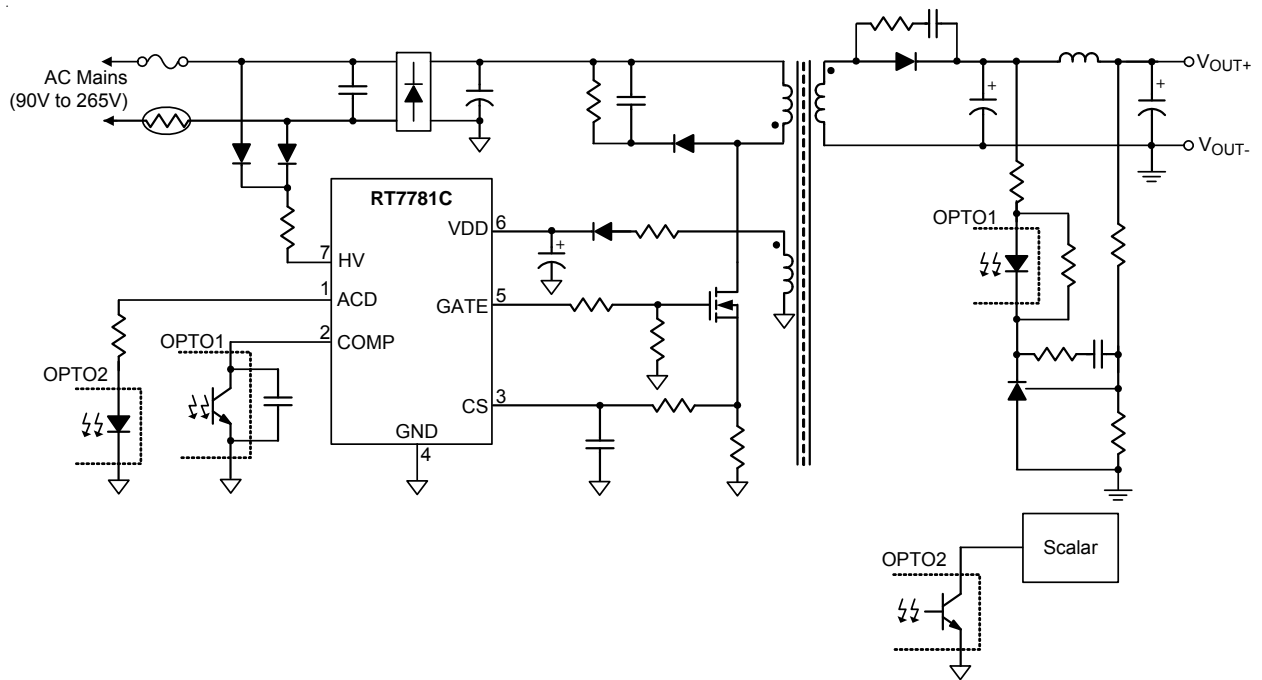 AC Mains
(90V to 265V)
VOUT+
VOUT-
RT7781C
VDD 6
7 HV
1 ACD
GATE 5
2 COMP
CS 3
GND
4
OPTO1
OPTO2
+
+
+
OPTO1
OPTO2
Scalar